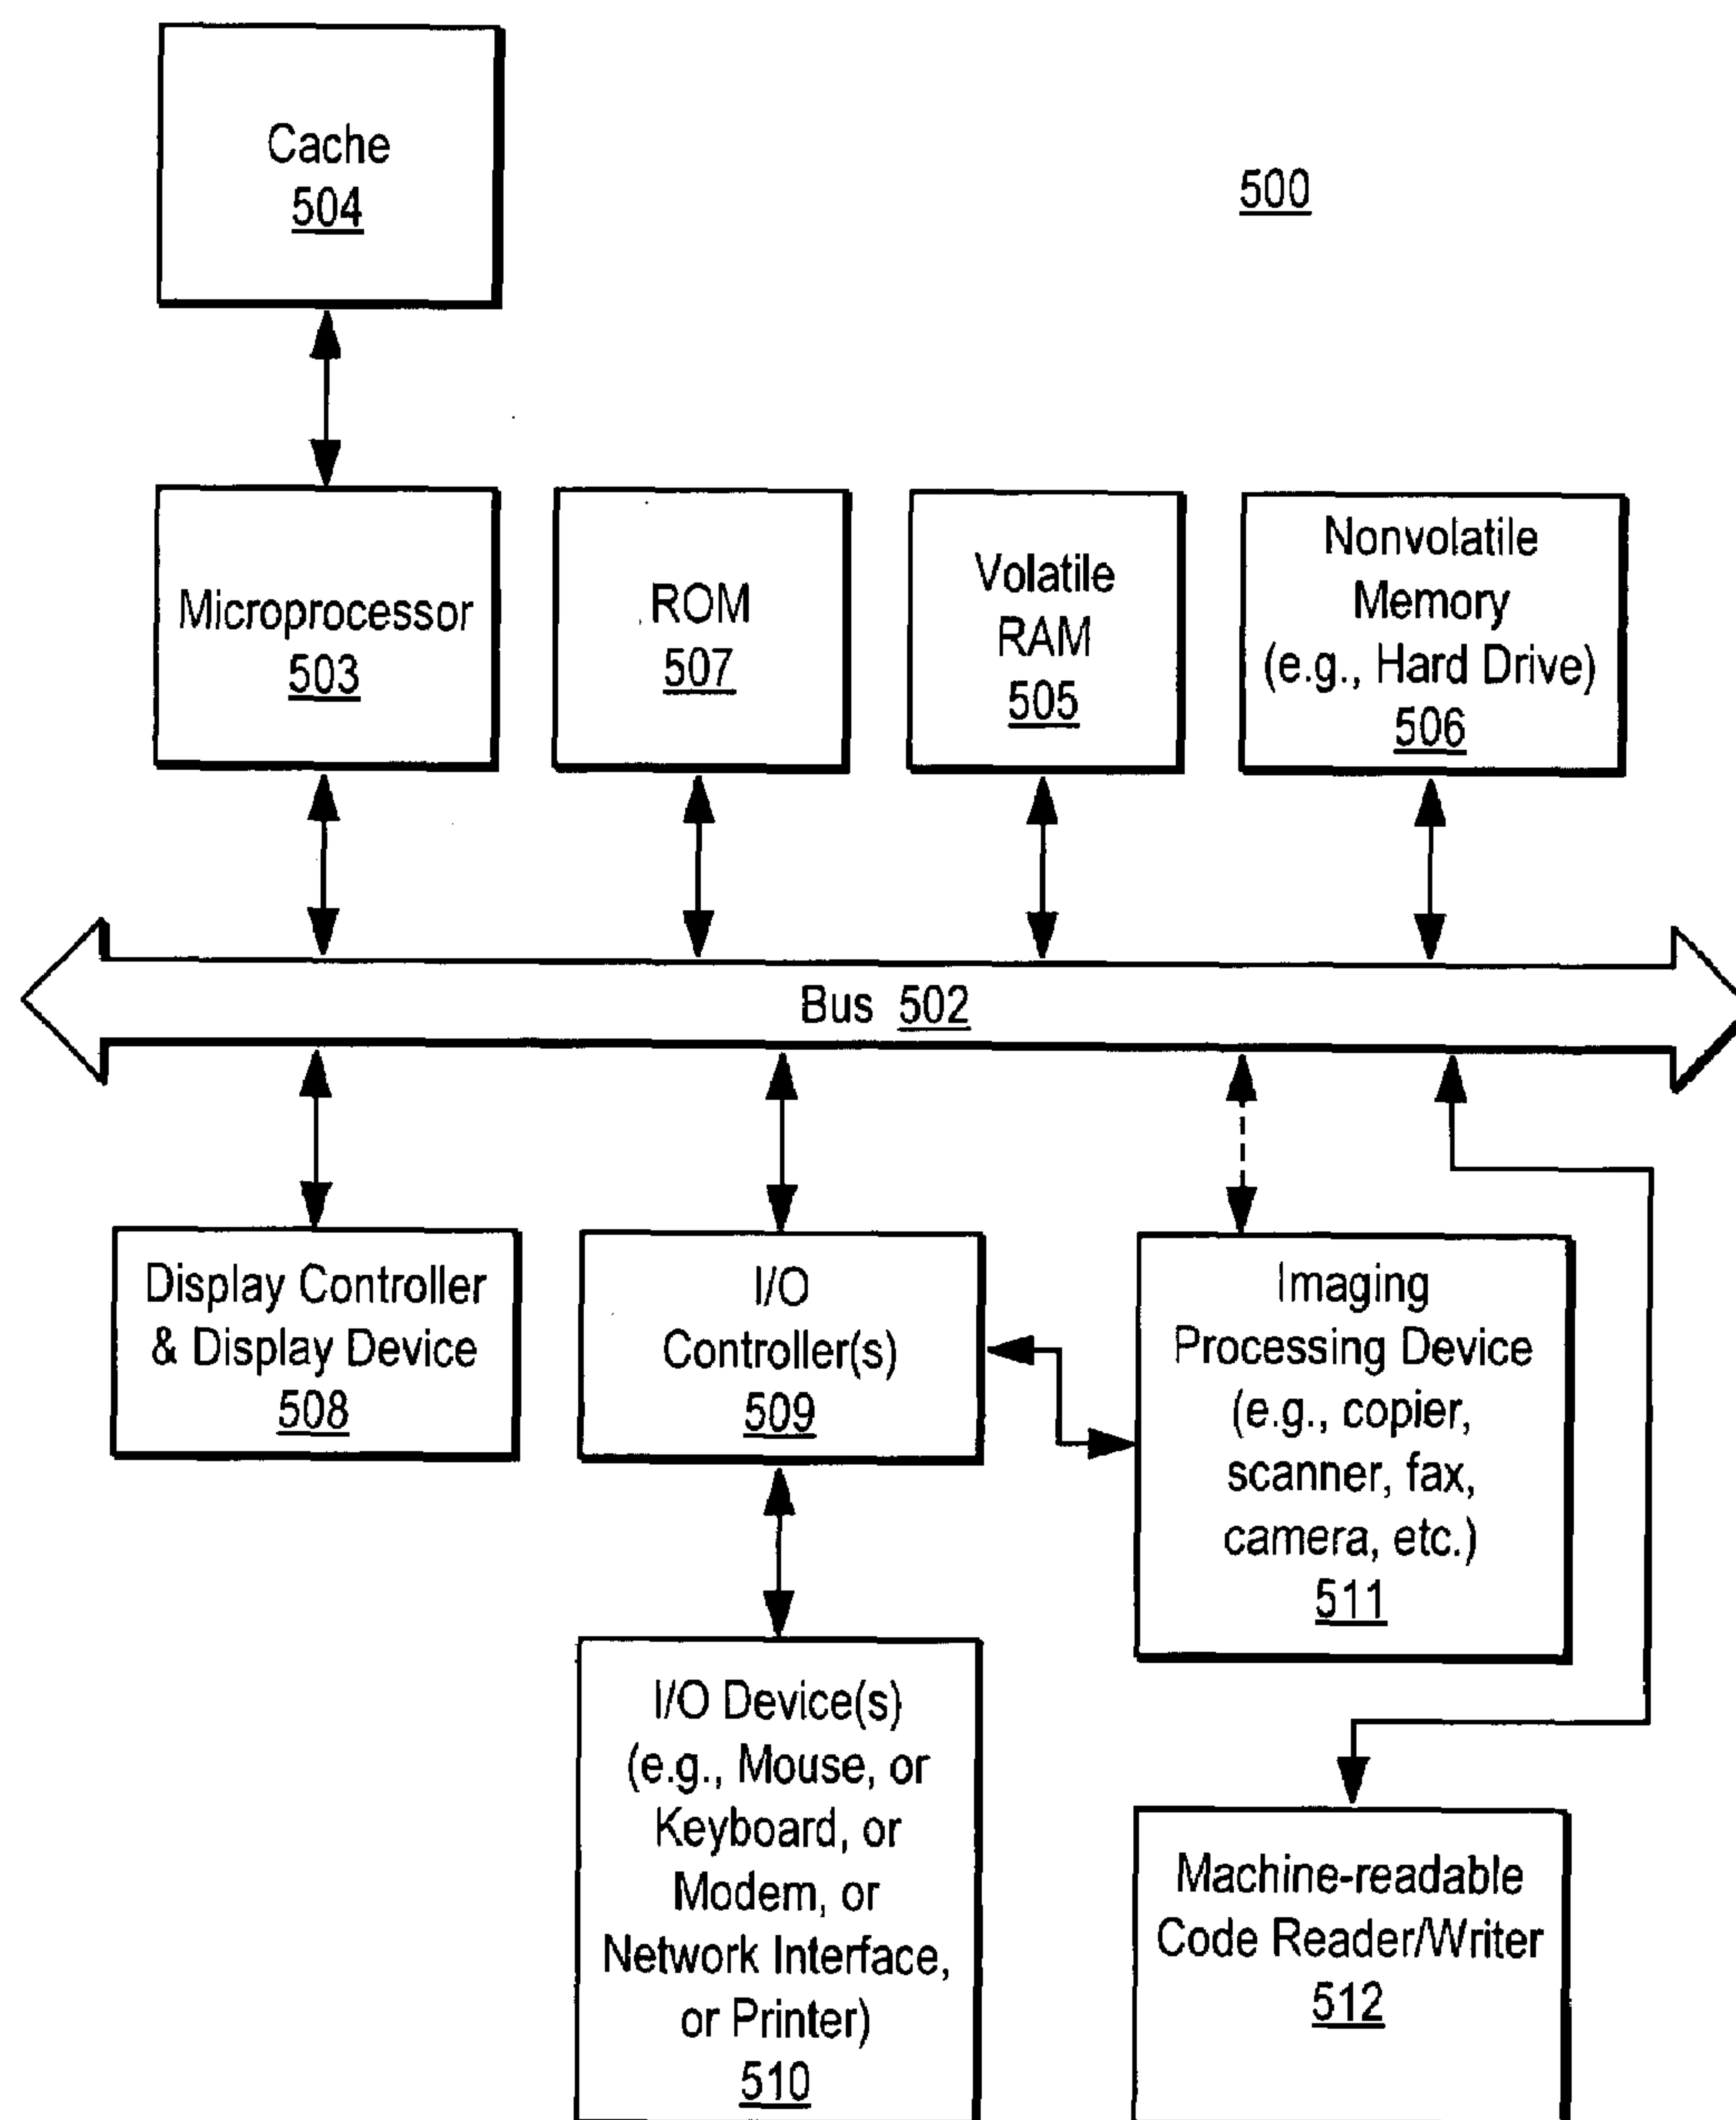 Cache
504
500
Microprocessor
503
ROM
507
Volatile
RAM
505
Nonvolatile
Memory
(e.g., Hard Drive)
506
Bus 502
Display Controller
& Display Device
508
I/O
Controller(s)
509
Imaging
Processing Device
(e.g., copier,
scanner, fax,
camera, etc.)
511
I/O Device(s)
(e.g., Mouse, or
Keyboard, or
Modem, or
Network Interface,
or Printer)
510
Machine-readable
Code Reader/Writer
512